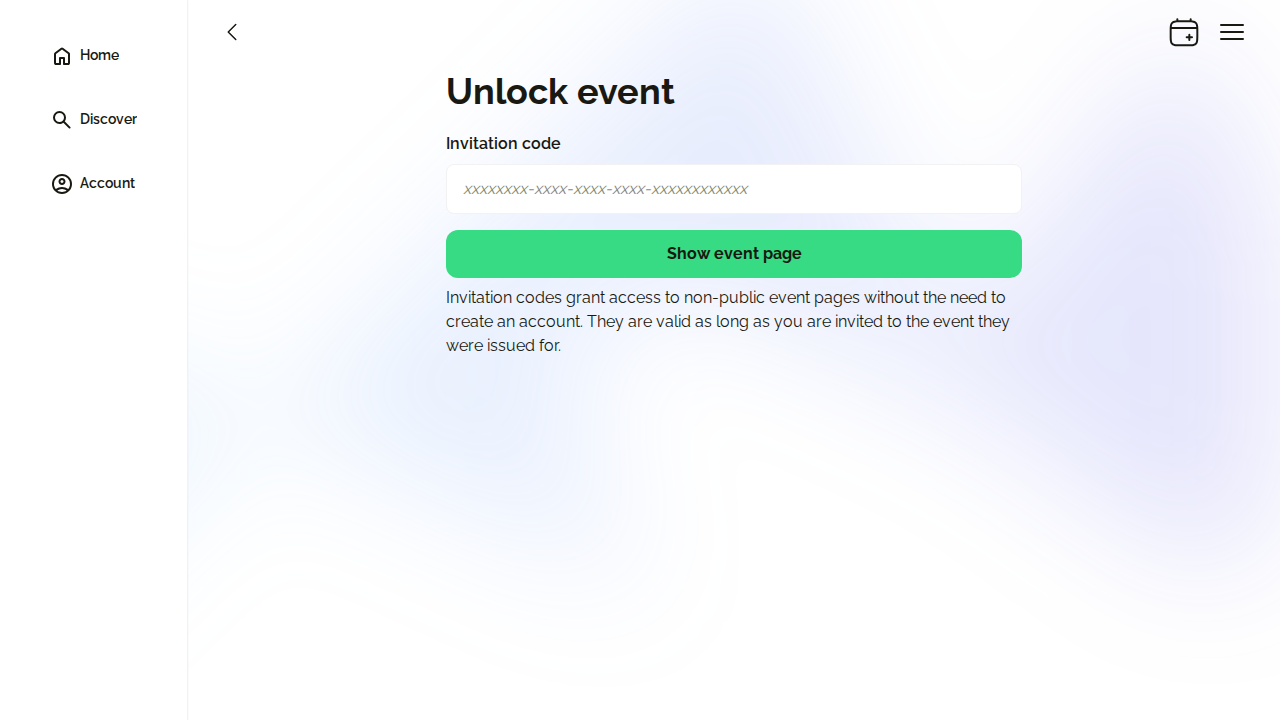 Home
Discover
Account
Unlock event
Invitation code
xxxxxxxx-xxxx-xxxx-xxxx-xxxxxxxxxxxx
Show event page
Invitation codes grant access to non-public event pages without the need to
create an account. They are valid as long as you are invited to the event they
were issued for.